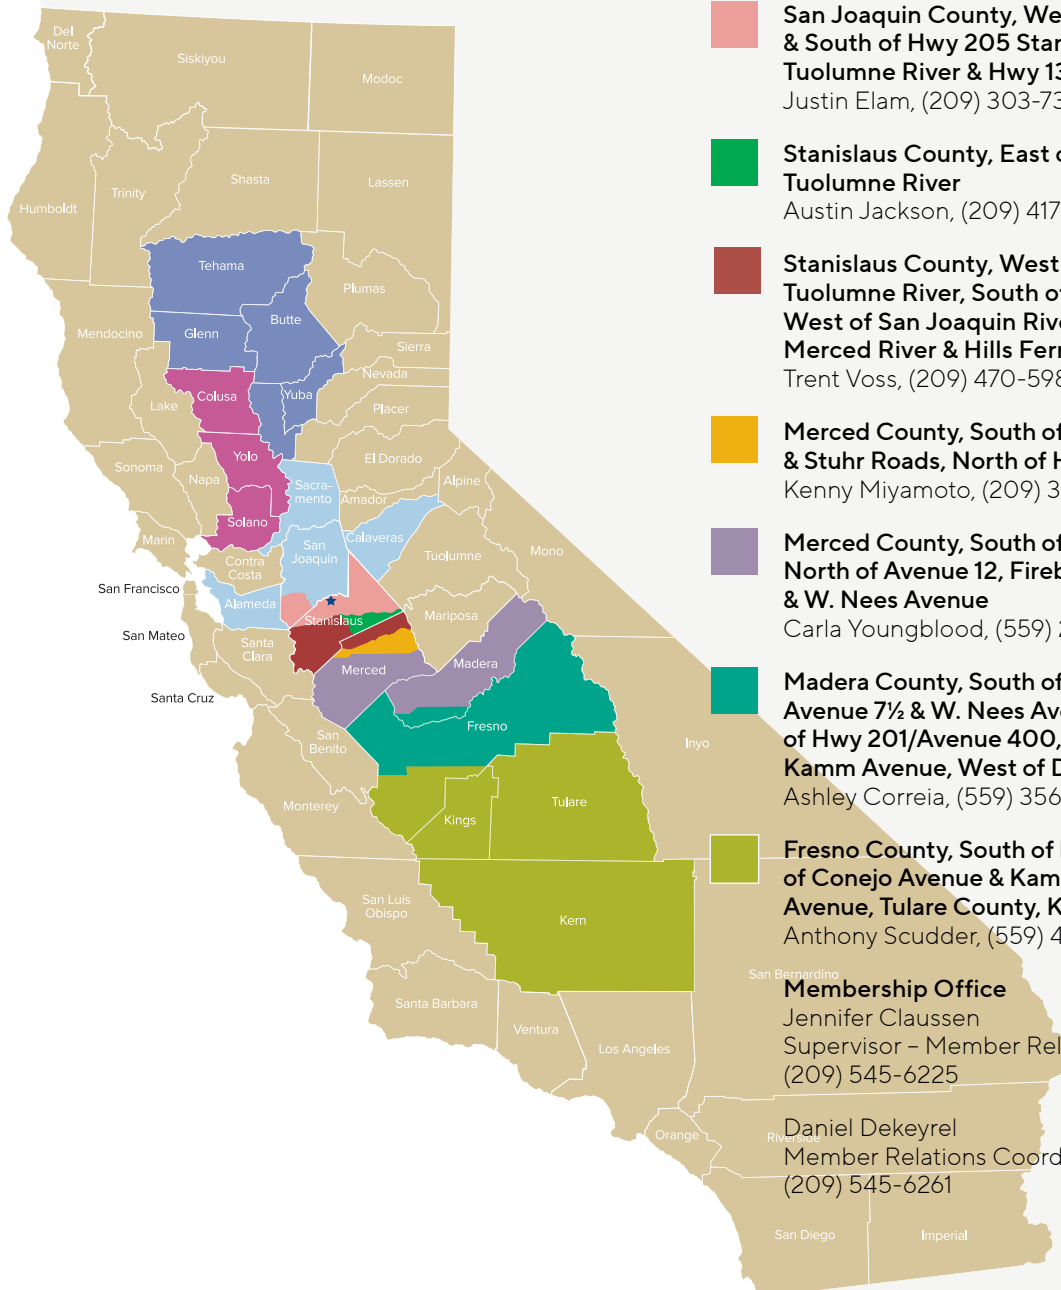 Del
Norte
Siskiyou
Modoc
Humboldt
Trinity
Shasta
Lassen
Tehama
Plumas
Mendocino
Glenn
Butte
Sierra
Nevada
Lake
Colusa
Yuba
Placer
Sonoma
Napa
Yolo
El Dorado
Sacra-
mento
Amador
Alpine
Marin
Solano
San
Joaquin
Calaveras
Tuolumne
Mono
Contra
Costa
San Francisco
Alameda
Stanislaus
Mariposa
San Mateo
Santa
Clara
Merced
Madera
Santa Cruz
San
Benito
Fresno
Inyo
Monterey
Kings
Tulare
San Luis
Obispo
Kern
San Bernardino
Santa Barbara
Ventura
Los Angeles
Orange
Riverside
San Diego
Imperial
San Joaquin County, We
& South of Hwy 205 Star
Tuolumne River & Hwy 13
Justin Elam, (209) 303-73
Stanislaus County, East
Tuolumne River
Austin Jackson, (209) 417
Stanislaus County, West
Tuolumne River, South of
West of San Joaquin Rive
Merced River & Hills Ferr
Trent Voss, (209) 470-598
Merced County, South of
& Stuhr Roads, North of H
Kenny Miyamoto, (209) 3
Merced County, South of
North of Avenue 12, Fireb
& W. Nees Avenue
Carla Youngblood, (559) 2
Madera County, South of
Avenue 7½ & W. Nees Ave
of Hwy 201/Avenue 400,
Kamm Avenue, West of D
Ashley Correia, (559) 356
Fresno County, South of
of Conejo Avenue & Kam
Avenue, Tulare County, K
Anthony Scudder, (559) 4
Membership Office
Jennifer Claussen
Supervisor – Member Rel
(209) 545-6225
Daniel Dekeyrel
Member Relations Coord
(209) 545-6261